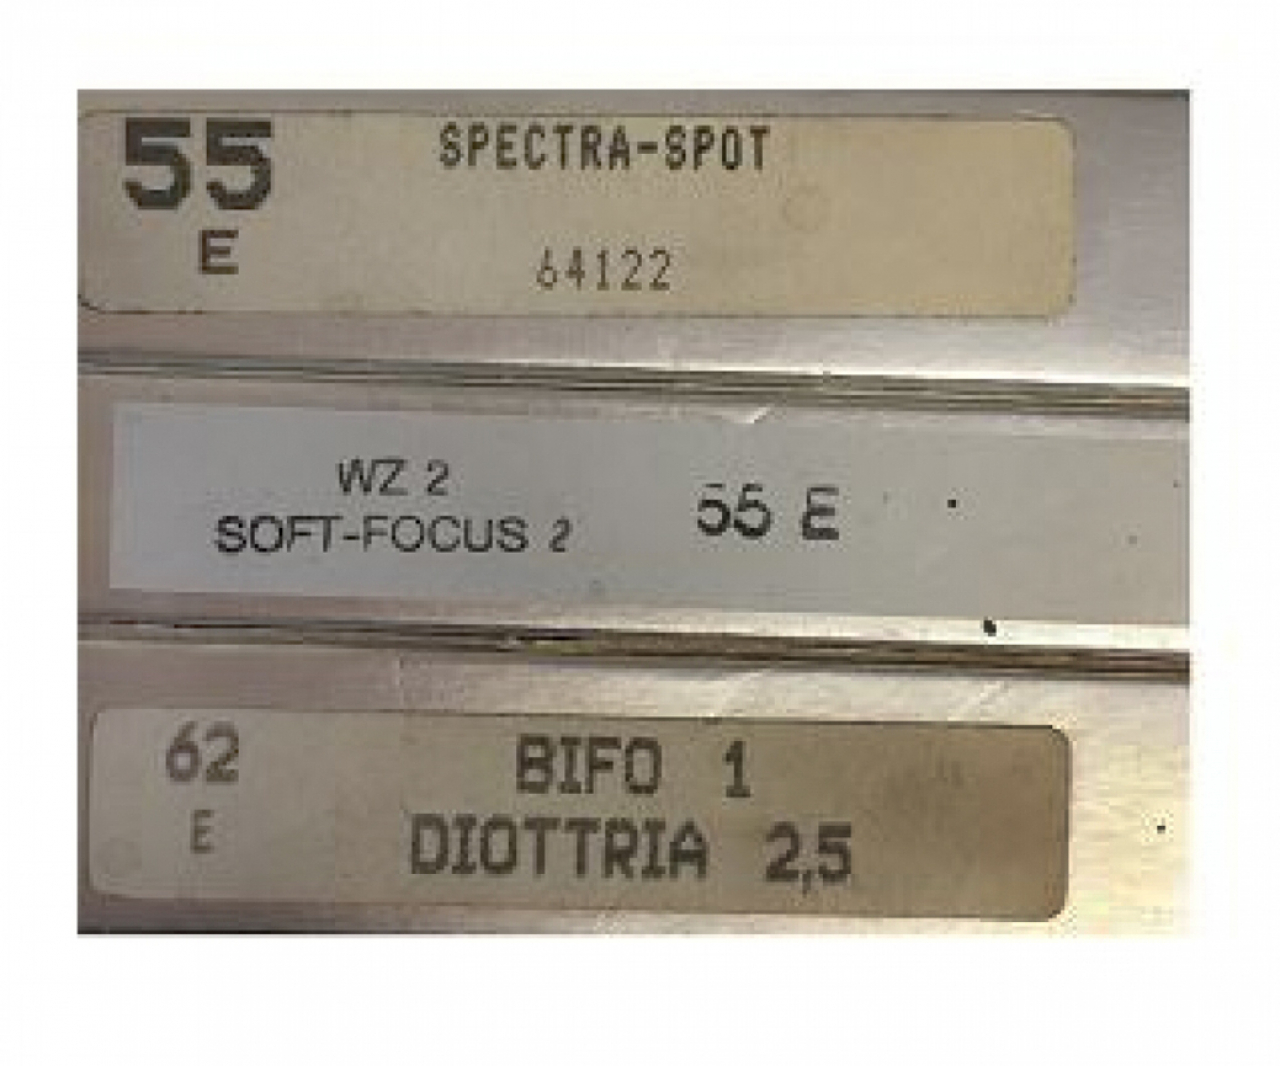 55 SPECTRA-SPOT
E 64122
WZ 2
SOFT-FOCUS 2 55 E
62 BIFO 1
E DIOTTRIA 2,5